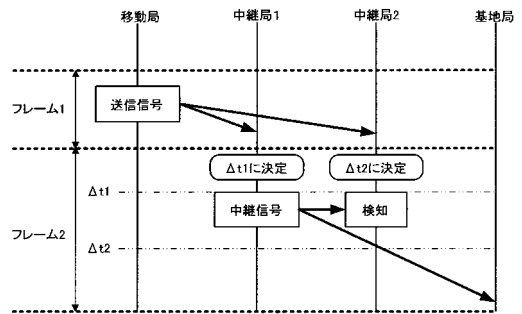 移動局 中継局1 中継局2 基地局
フレーム1
送信信号
Δt1に決定 Δt2に決定
Δt1
中継信号 検知
フレーム2
Δt2